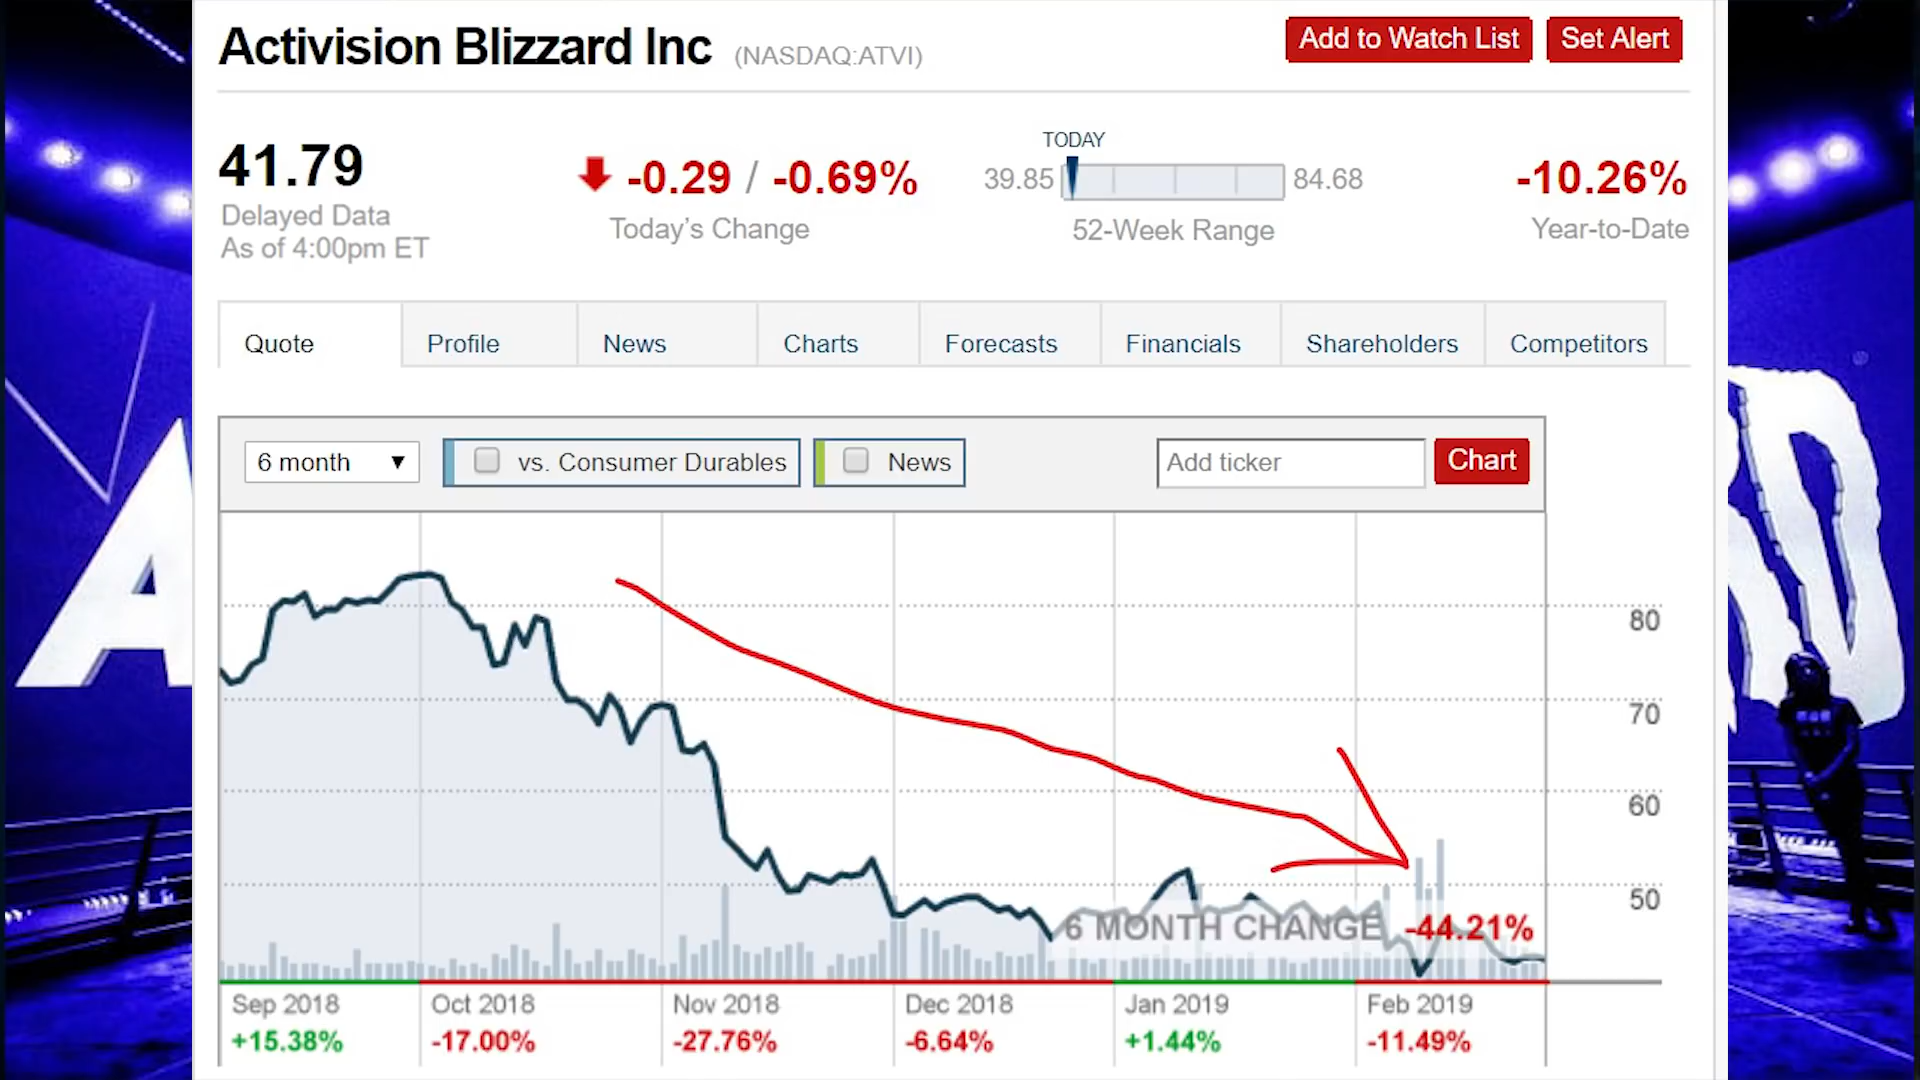 Activision Blizzard Inc (NASDAQ:ATVI)
Add to Watch List
Set Alert
41.79
Delayed Data
As of 4:00pm ET
-0.29 / -0.69%
Today's Change
TODAY
39.85
84.68
52-Week Range
-10.26%
Year-to-Date
Quote
Profile
News
Charts
Forecasts
Financials
Shareholders
Competitors
6 month
vs. Consumer Durables
News
Add ticker
Chart
80
70
60
50
6 MONTH CHANGE -44.21%
Sep 2018
Oct 2018
Nov 2018
Dec 2018
Jan 2019
Feb 2019
+15.38%
-17.00%
-27.76%
-6.64%
+1.44%
-11.49%